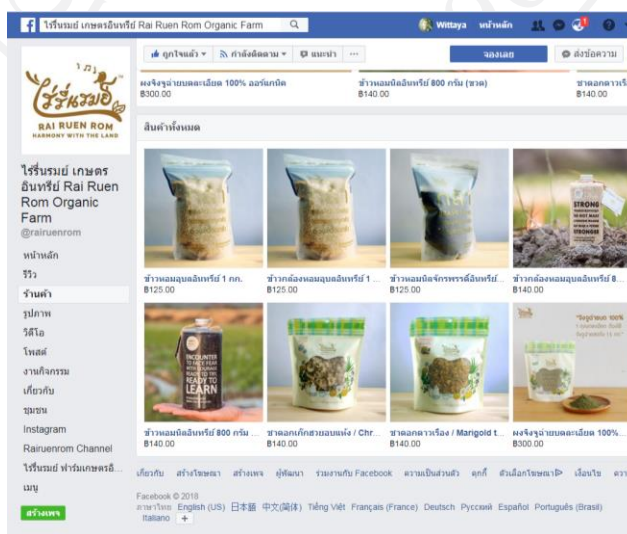 ไร่รื่นรมย์ เกษตรอินทรีย์ Rai Ruen Rom Organic Farm
Wittaya หน้าหลัก
ถูกใจแล้ว
กำลังติดตาม
แนะนำ
...
จองเลย
ส่งข้อความ
ไร่รื่นรมย์
RAI RUEN ROM
HARMONY WITH THE LAND
ไร่รื่นรมย์ เกษตร
อินทรีย์ Rai Ruen
Rom Organic
Farm
@rairuenrom
หน้าหลัก
รีวิว
ร้านค้า
รูปภาพ
วิดีโอ
โพสต์
งานกิจกรรม
เกี่ยวกับ
ชุมชน
Instagram
Rairuenrom Channel
ไร่รื่นรมย์ ฟาร์มเกษตรอิ...
เมนู
สร้างเพจ
ผงจิงจูฉ่ายบดละเอียด 100% ออร์แกนิค
฿300.00
ข้าวหอมนิลอินทรีย์ 800 กรัม (ขวด)
฿140.00
ชาดอกดาวเรื
฿140.00
สินค้าทั้งหมด
ข้าวหอมอุบลอินทรีย์ 1 กก.
฿125.00
ข้าวกล้องหอมอุบลอินทรีย์ 1 ...
฿125.00
ข้าวหอมนิลจักรพรรดิ์อินทรีย์...
฿125.00
STRONG
STRONGER
ข้าวกล้องหอมอุบลอินทรีย์ 8...
฿140.00
ENCOUNTER
TO FACE FEAR
WITH COURAGE
READY TO TRY,
READY TO
LEARN
ข้าวหอมนิลอินทรีย์ 800 กรัม ...
฿140.00
ชาดอกเก๊กฮวยอบแห้ง / Chr...
฿140.00
ชาดอกดาวเรือง / Marigold t...
฿140.00
ผงจิงจูฉ่ายบดละเอียด 100%...
฿300.00
เกี่ยวกับ สร้างโฆษณา สร้างเพจ ผู้พัฒนา ร่วมงานกับ Facebook ความเป็นส่วนตัว คุกกี้ ตัวเลือกโฆษณา เงื่อนไข ควา
Facebook © 2018
ภาษาไทย English (US) 日本語 中文(简体) Tiếng Việt Français (France) Deutsch Русский Español Português (Brasil)
Italiano +